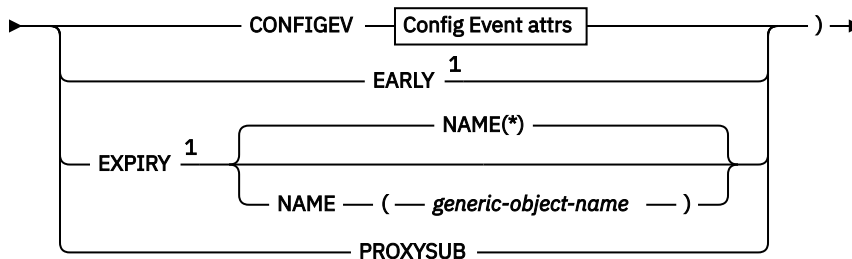 CONFIGEV Config Event attrs )
EARLY 1
NAME(*)
EXPIRY 1
NAME ( generic-object-name )
PROXYSUB